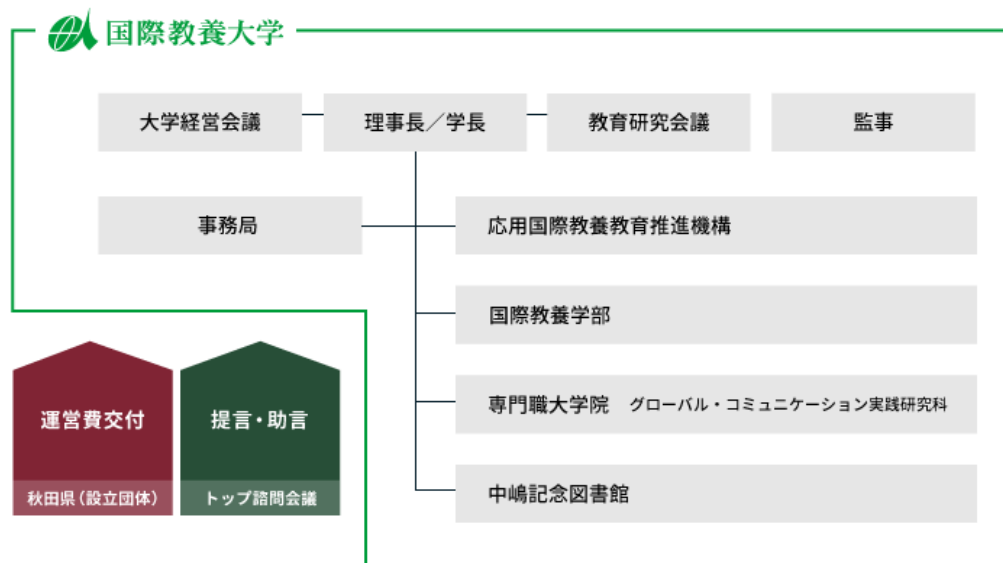 国際教養大学
大学経営会議
理事長／学長
教育研究会議
監事
事務局
応用国際教養教育推進機構
国際教養学部
専門職大学院 グローバル・コミュニケーション実践研究科
中嶋記念図書館
運営費交付
秋田県（設立団体）
提言・助言
トップ諮問会議